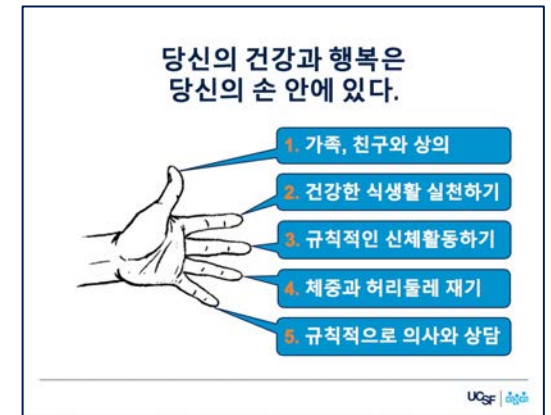 당신의 건강과 행복은
당신의 손 안에 있다.
1. 가족, 친구와 상의
2. 건강한 식생활 실천하기
3. 규칙적인 신체활동하기
4. 체중과 허리둘레 재기
5. 규칙적으로 의사와 상담
UCSF